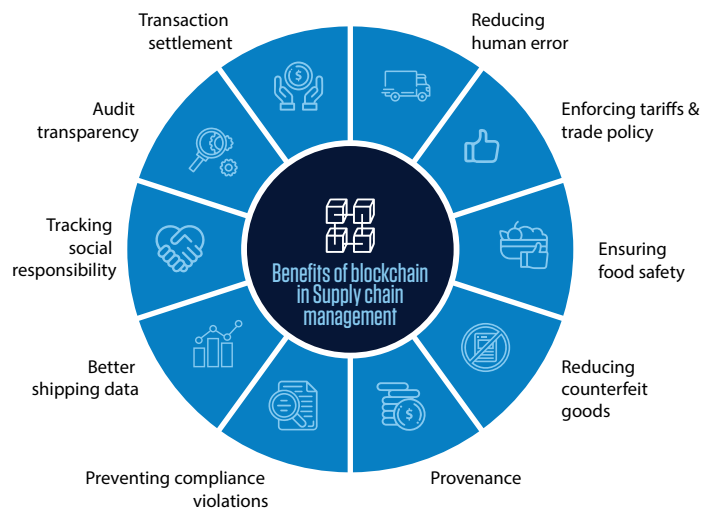 Transaction
settlement
Reducing
human error
Audit
transparency
Enforcing tariffs &
trade policy
Tracking
social
responsibility
Ensuring
food safety
Benefits of blockchain
in Supply chain
management
Better
shipping data
Reducing
counterfeit
goods
Preventing compliance
violations
Provenance
$
$